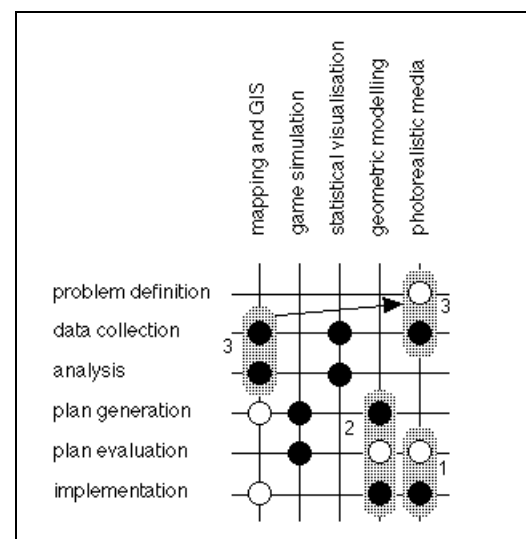 mapping and GIS
game simulation
statistical visualisation
geometric modelling
photorealistic media
problem definition
3
data collection
3
analysis
plan generation
2
plan evaluation
1
implementation